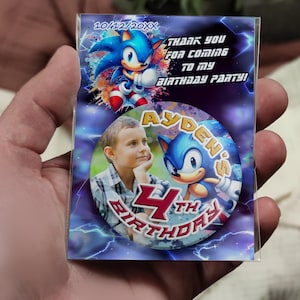 10/12/20XX
THANK YOU
FOR COMING
TO MY
BIRTHDAY PARTY!
AYDEN'S
4TH
BIRTHDAY